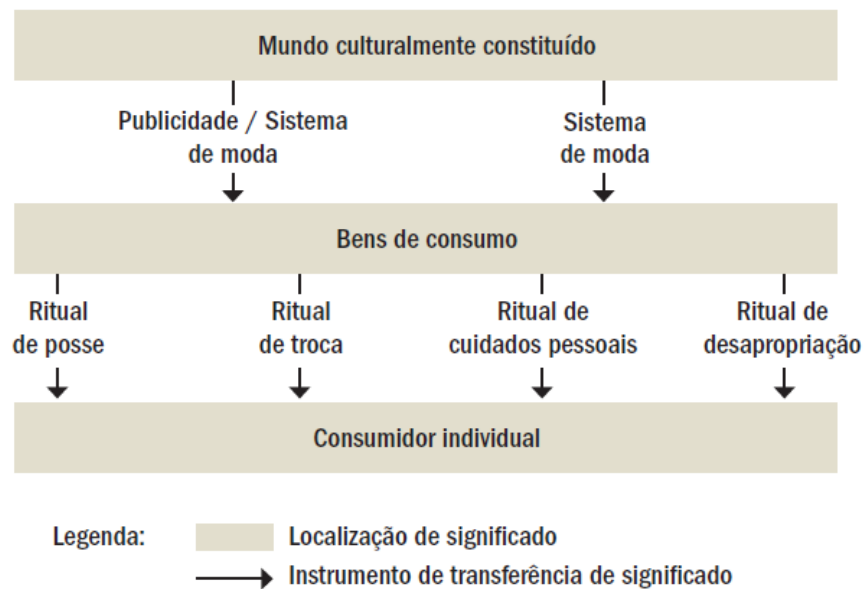 Mundo culturalmente constituído
Publicidade / Sistema
de moda
Sistema
de moda
Bens de consumo
Ritual
de posse
Ritual
de troca
Ritual de
cuidados pessoais
Ritual de
desapropriação
Consumidor individual
Legenda:
Localização de significado
Instrumento de transferência de significado